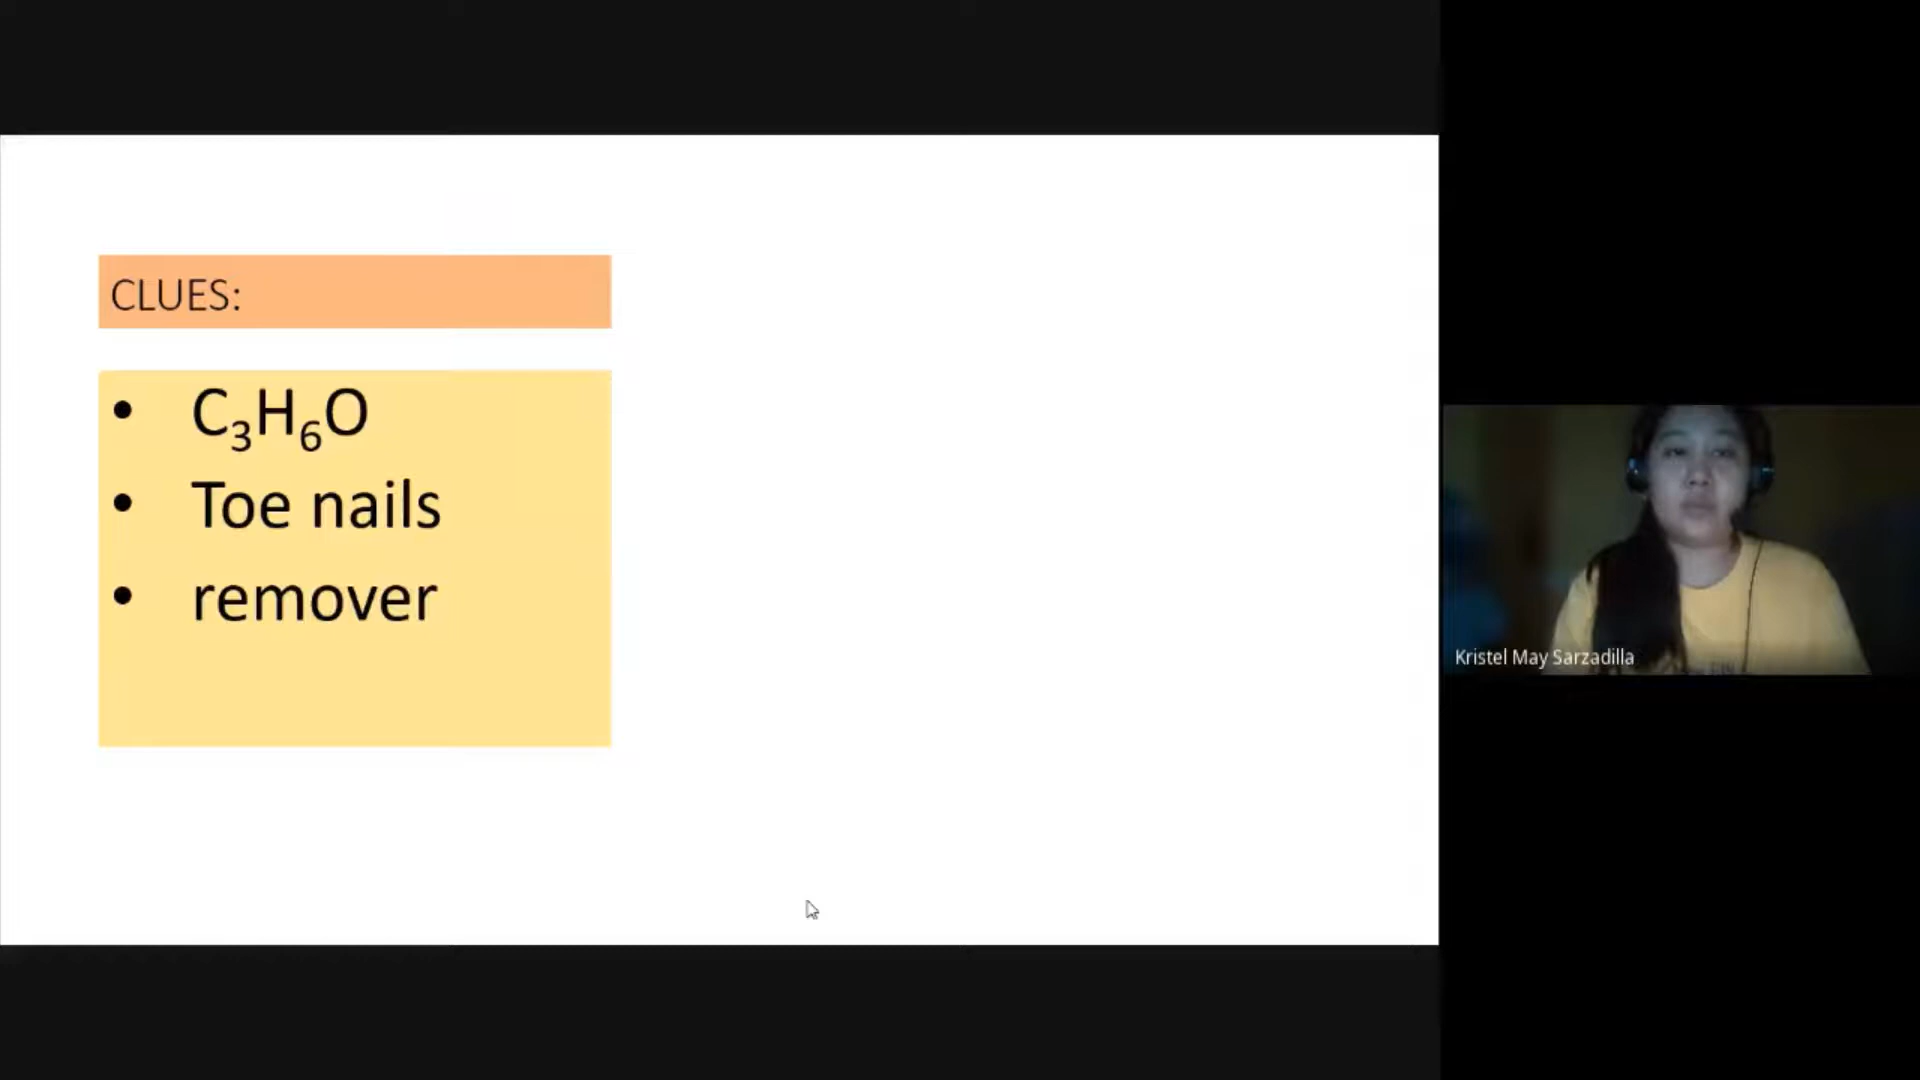 CLUES:
• C₃H₆O
• Toe nails
• remover
Kristel May Sarzadilla